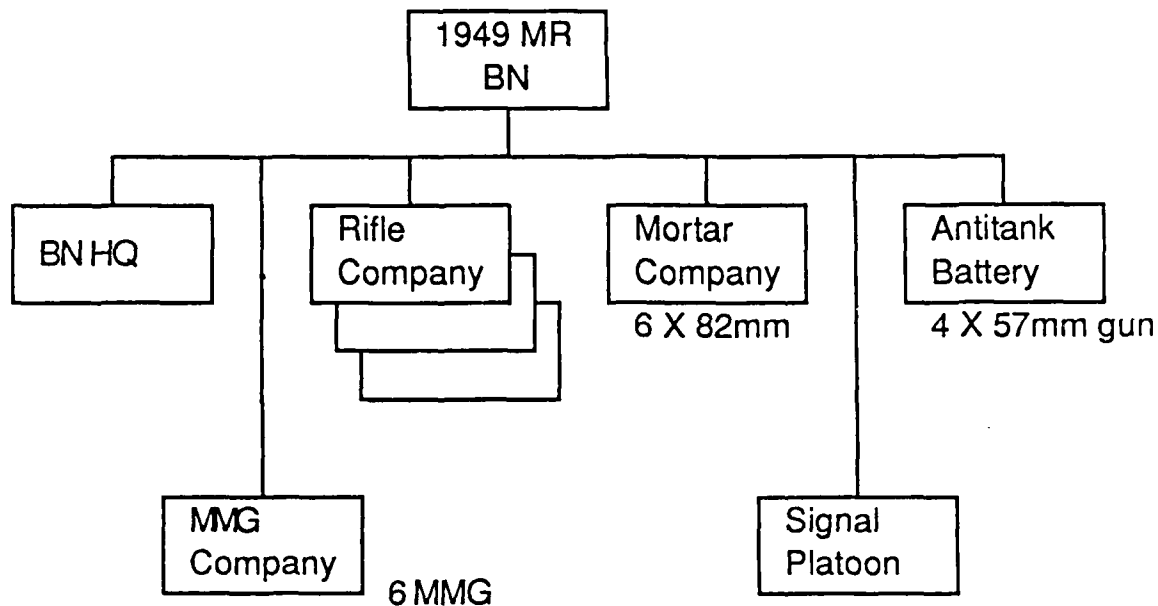 1949 MR
BN
BN HQ
Rifle
Company
Mortar
Company
6 X 82mm
Antitank
Battery
4 X 57mm gun
MMG
Company
6 MMG
Signal
Platoon